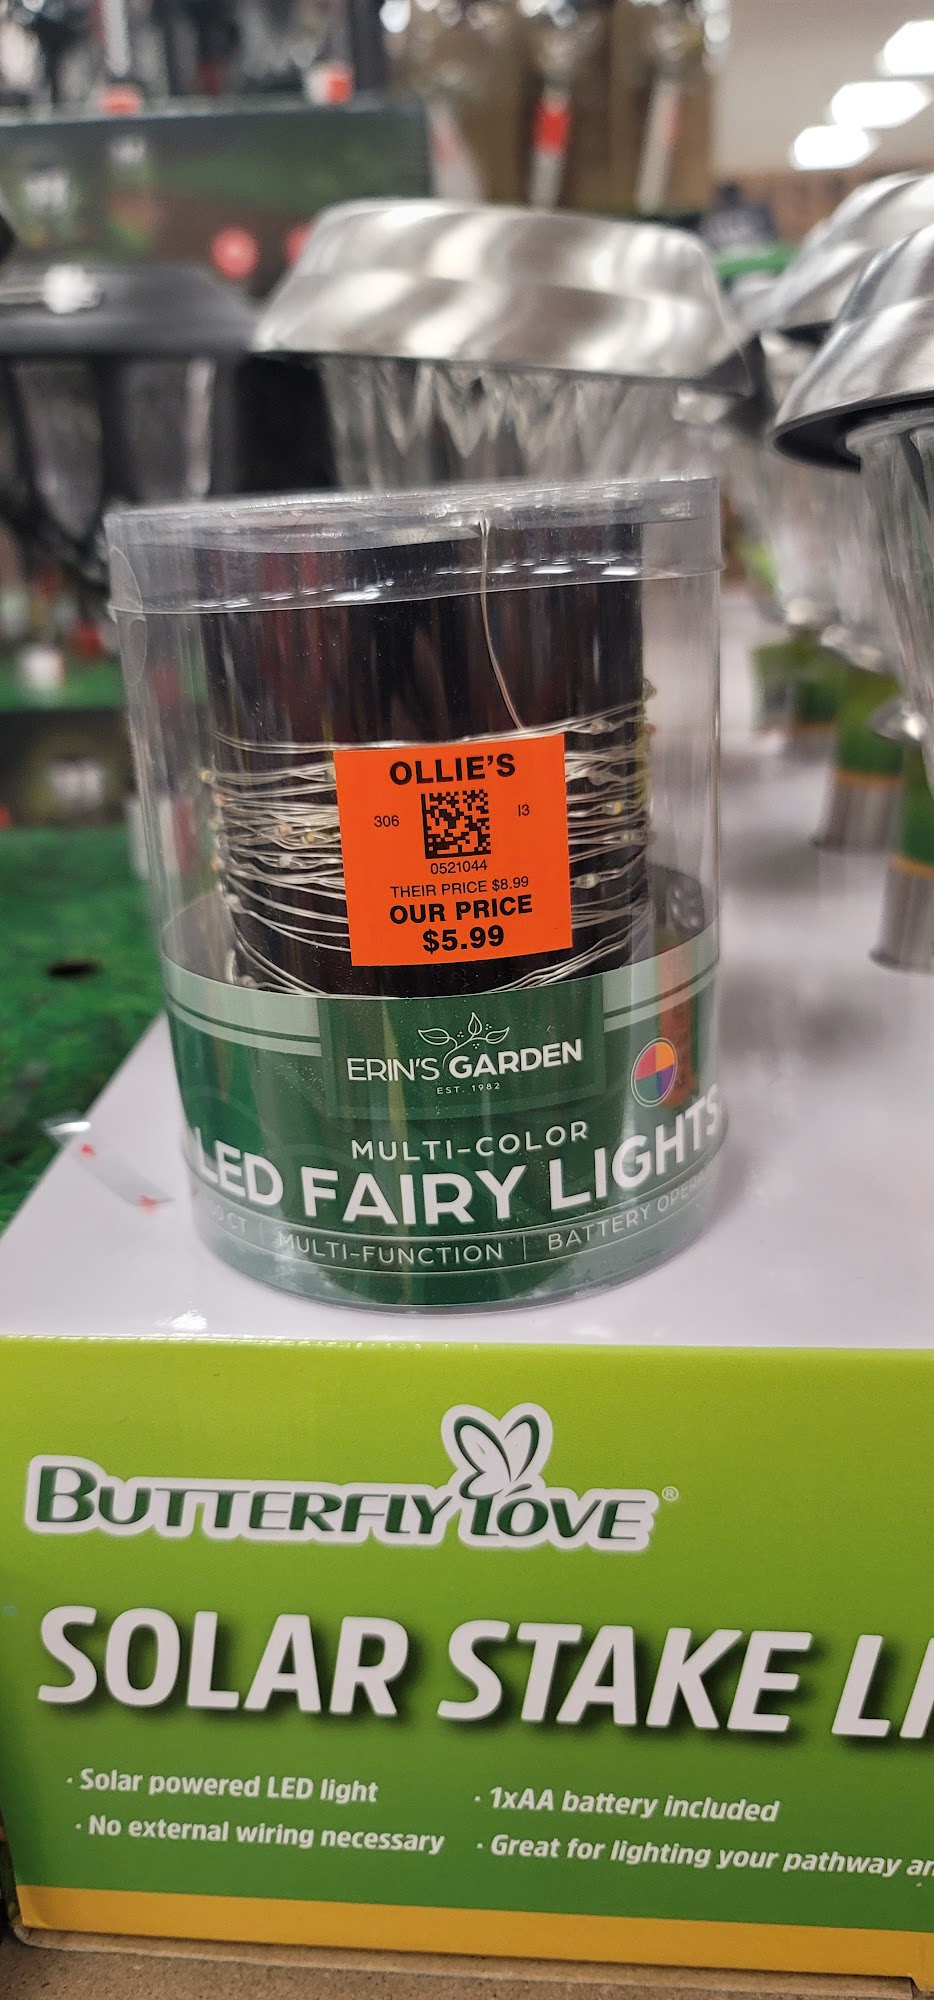 OLLIE'S
306 I3
0521044
THEIR PRICE $8.99
OUR PRICE
$5.99
ERIN'S GARDEN
EST. 1982
MULTI-COLOR
LED FAIRY LIGHTS
CT | MULTI-FUNCTION | BATTERY
BUTTERFLY LOVE®
SOLAR STAKE
· Solar powered LED light
· No external wiring necessary
· 1xAA battery included
· Great for lighting your pathway